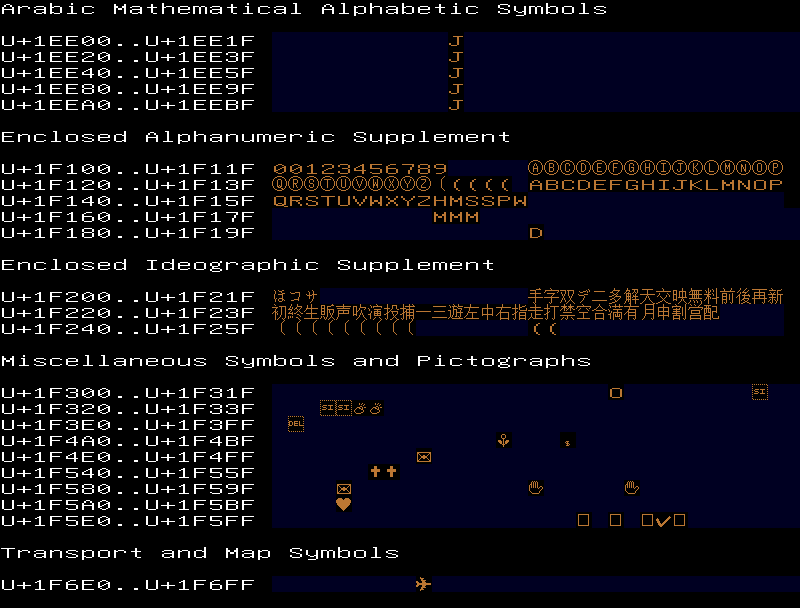 Arabic Mathematical Alphabetic Symbols
U+1EE00..U+1EE1F J
U+1EE20..U+1EE3F J
U+1EE40..U+1EE5F J
U+1EE80..U+1EE9F J
U+1EEA0..U+1EEBF J
Enclosed Alphanumeric Supplement
U+1F100..U+1F11F 00123456789 ⒶⒷⒸⒹⒺⒻⒼⒽⒾⒿⓀⓁⓂⓃⓄⓅ
U+1F120..U+1F13F ⓆⓇⓈⓉⓊⓋⓌⓍⓎⓏ((((( ABCDEFGHIJKLMNOP
U+1F140..U+1F15F QRSTUVWXYZHMSSPW
U+1F160..U+1F17F MMM
U+1F180..U+1F19F D
Enclosed Ideographic Supplement
U+1F200..U+1F21F ほコサ 手字双デ二多解天交映無料前後再新
U+1F220..U+1F23F 初終生販声吹演投捕一三遊左中右指走打禁空合満有月申割営配
U+1F240..U+1F25F ((((((((( ((
Miscellaneous Symbols and Pictographs
U+1F300..U+1F31F O SI
U+1F320..U+1F33F SISI
U+1F3E0..U+1F3FF DEL
U+1F4A0..U+1F4BF ⚓ %
U+1F4E0..U+1F4FF ✉
U+1F540..U+1F55F ✝✝
U+1F580..U+1F59F ✉
U+1F5A0..U+1F5BF ♥
U+1F5E0..U+1F5FF □ □ □✓□
Transport and Map Symbols
U+1F6E0..U+1F6FF ✈